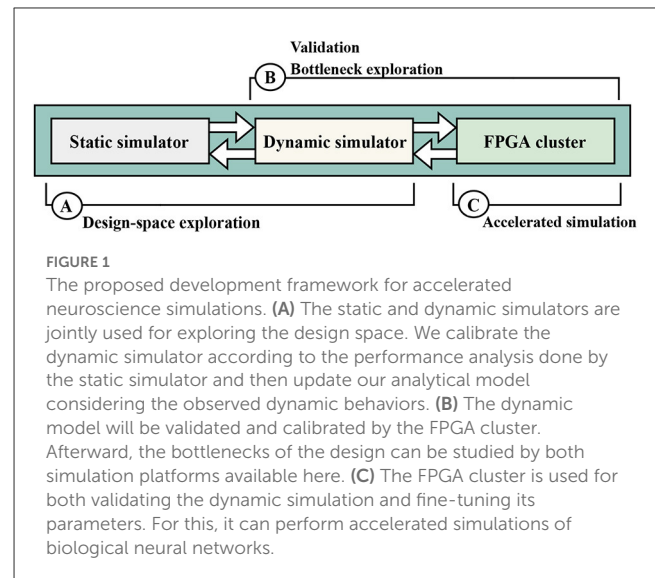 Validation
B Bottleneck exploration
Static simulator Dynamic simulator FPGA cluster
A C
Design-space exploration Accelerated simulation
FIGURE 1
The proposed development framework for accelerated
neuroscience simulations. (A) The static and dynamic simulators are
jointly used for exploring the design space. We calibrate the
dynamic simulator according to the performance analysis done by
the static simulator and then update our analytical model
considering the observed dynamic behaviors. (B) The dynamic
model will be validated and calibrated by the FPGA cluster.
Afterward, the bottlenecks of the design can be studied by both
simulation platforms available here. (C) The FPGA cluster is used for
both validating the dynamic simulation and fine-tuning its
parameters. For this, it can perform accelerated simulations of
biological neural networks.